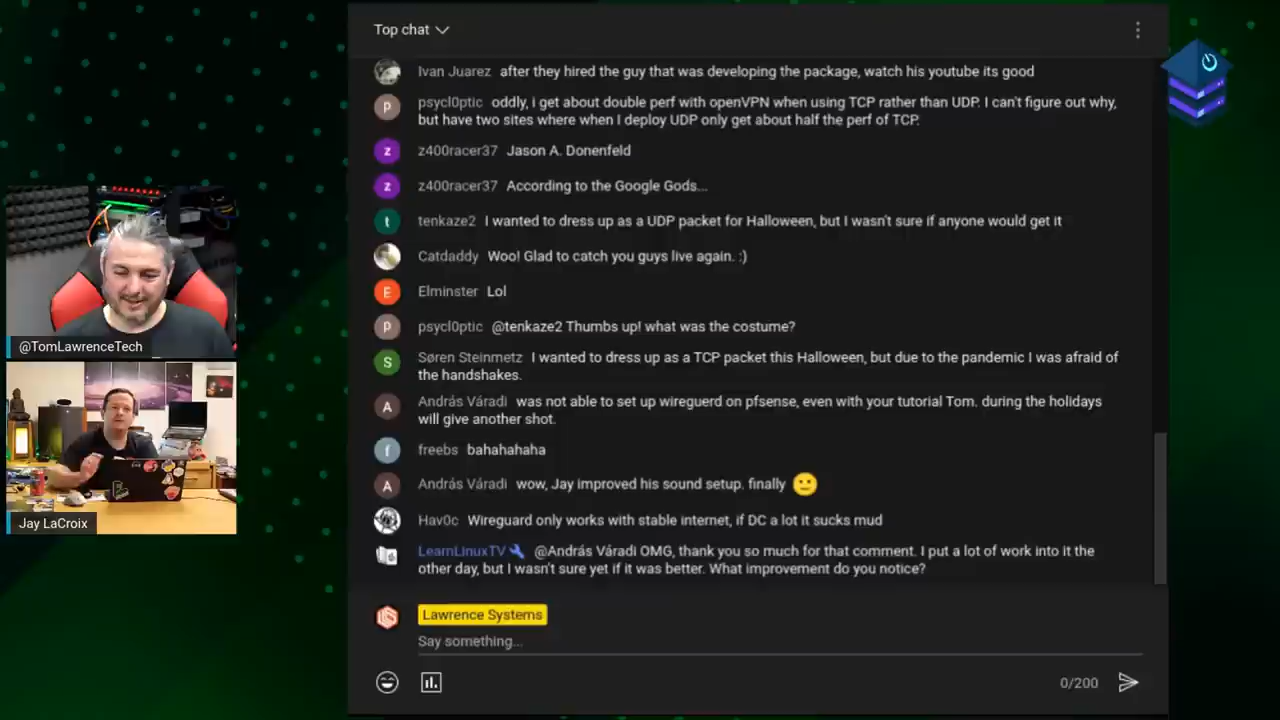 Top chat
Ivan Juarez after they hired the guy that was developing the package, watch his youtube its good
P psycl0ptic oddly, i get about double perf with openVPN when using TCP rather than UDP. I can't figure out why,
but have two sites where when I deploy UDP only get about half the perf of TCP.
z z400racer37 Jason A. Donenfeld
z z400racer37 According to the Google Gods...
t tenkaze2 I wanted to dress up as a UDP packet for Halloween, but I wasn't sure if anyone would get it
Catdaddy Woo! Glad to catch you guys live again. :)
E Elminster Lol
P psycl0ptic @tenkaze2 Thumbs up! what was the costume?
S Søren Steinmetz I wanted to dress up as a TCP packet this Halloween, but due to the pandemic I was afraid of
the handshakes.
A András Váradi was not able to set up wireguerd on pfsense, even with your tutorial Tom. during the holidays
will give another shot.
f freebs bahahahaha
A András Váradi wow, Jay improved his sound setup. finally 🙂
Hav0c Wireguard only works with stable internet, if DC a lot it sucks mud
LearnLinuxTV @András Váradi OMG, thank you so much for that comment. I put a lot of work into it the
other day, but I wasn't sure yet if it was better. What improvement do you notice?
Lawrence Systems
Say something...
0/200
@TomLawrenceTech
Jay LaCroix